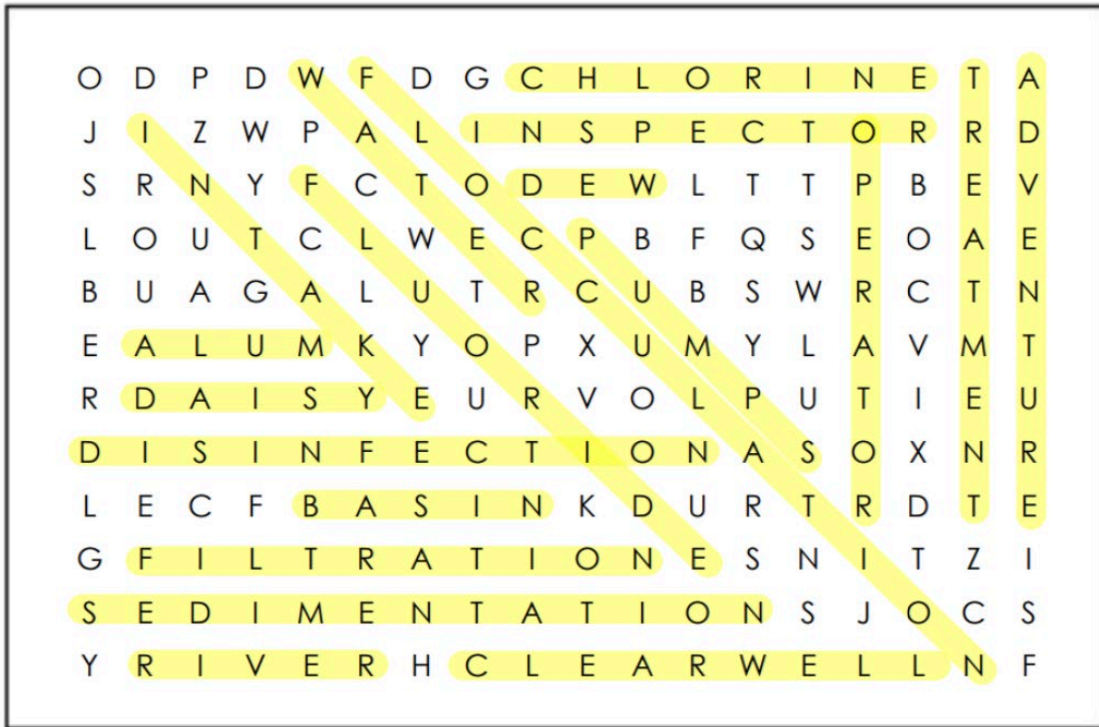 O D P D W F D G C H L O R I N E T A
J I Z W P A L I N S P E C T O R R D
S R N Y F C T O D E W L T T P B E V
L O U T C L W E C P B F Q S E O A E
B U A G A L U T R C U B S W R C T N
E A L U M K Y O P X U M Y L A V M T
R D A I S Y E U R V O L P U T I E U
D I S I N F E C T I O N A S O X N R
L E C F B A S I N K D U R T R D T E
G F I L T R A T I O N E S N I T Z I
S E D I M E N T A T I O N S J O C S
Y R I V E R H C L E A R W E L L N F